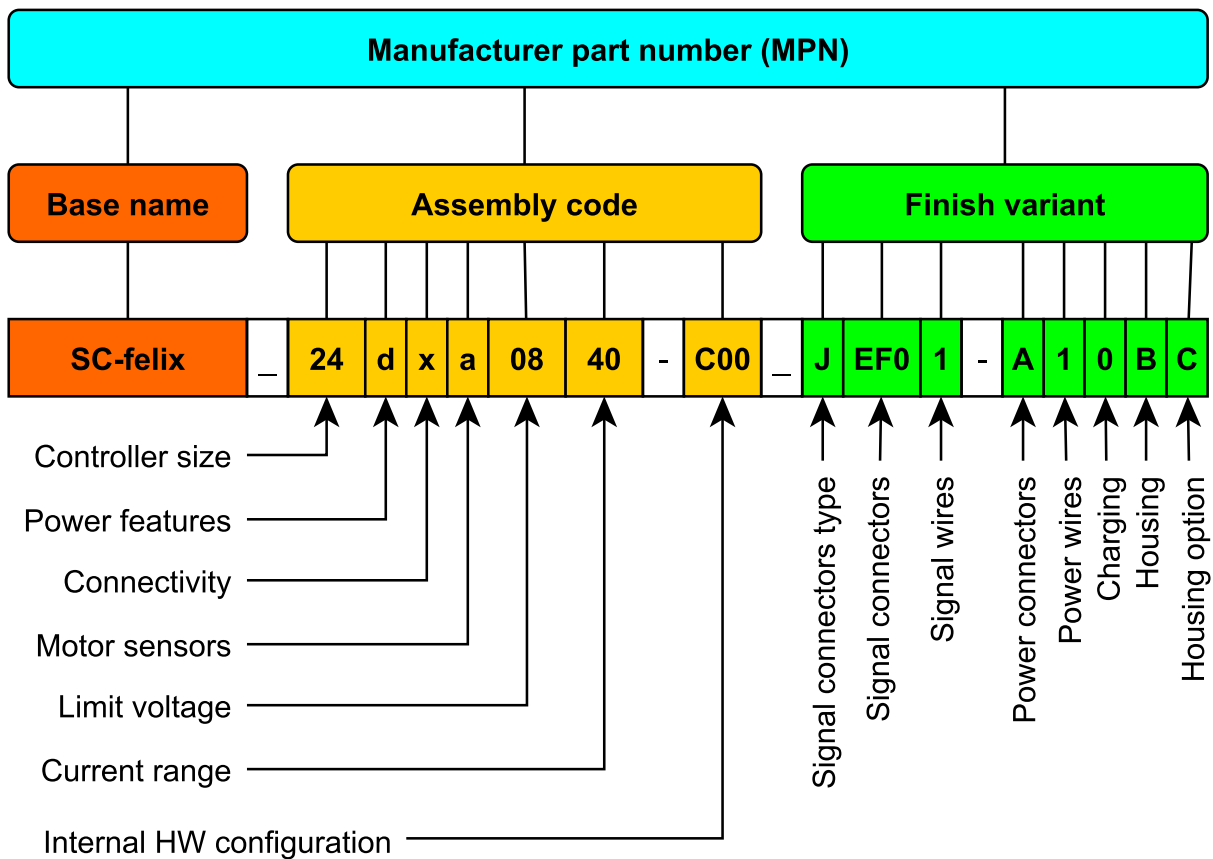 Manufacturer part number (MPN)
Base name Assembly code Finish variant
SC-felix _ 24 d x a 08 40 - C00 _ J EF0 1 - A 1 0 B C
Controller size
Power features
Connectivity
Motor sensors
Limit voltage
Current range
Internal HW configuration
Signal connectors type
Signal connectors
Signal wires
Power connectors
Power wires
Charging
Housing
Housing option